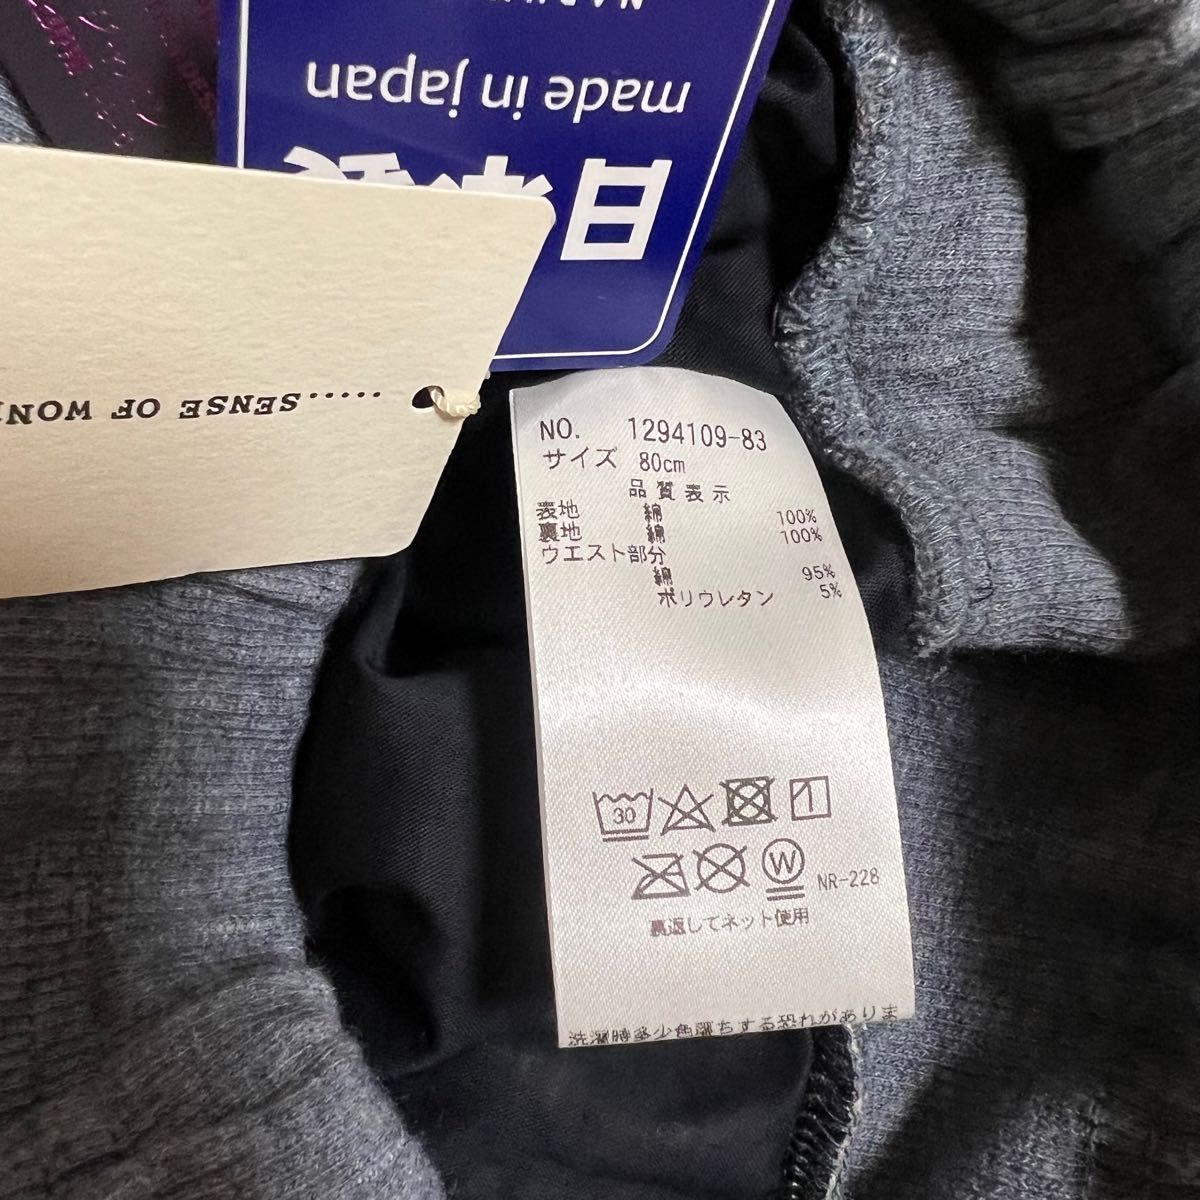 made in japan
日本
.....SENSE OF WON
NO. 1294109-83
サイズ 80cm
品質表示
表地 綿 100%
裏地 綿 100%
ウエスト部分
綿 95%
ポリウレタン 5%
30
1
W
NR-228
裏返してネット使用
洗濯時多少色落ちする恐れがありま